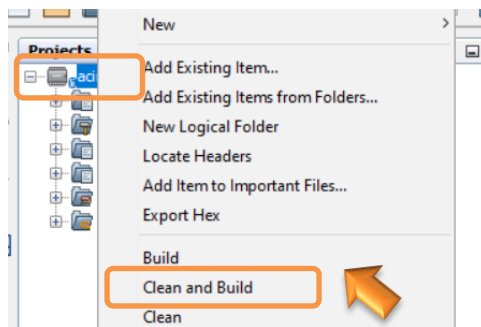 New
Projects
Add Existing Item...
Add Existing Items from Folders...
New Logical Folder
Locate Headers
Add Item to Important Files...
Export Hex
Build
Clean and Build
Clean